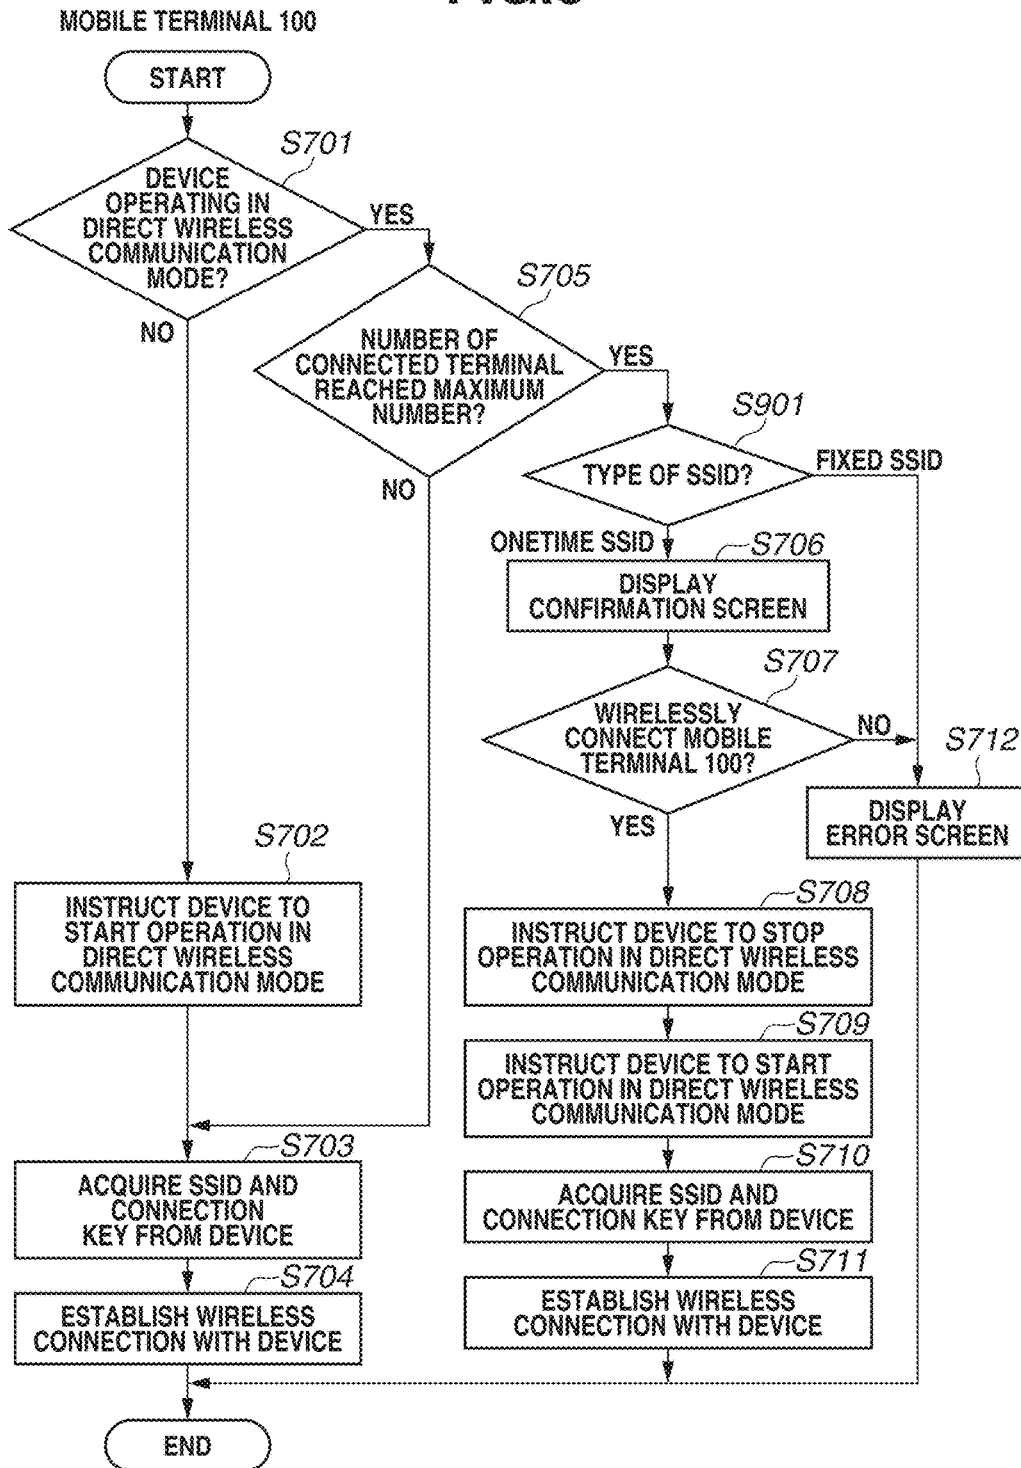 MOBILE TERMINAL 100
START
S701
DEVICE
OPERATING IN
DIRECT WIRELESS
COMMUNICATION
MODE?
YES
NO
S705
NUMBER OF
CONNECTED TERMINAL
REACHED MAXIMUM
NUMBER?
YES
NO
S901
TYPE OF SSID?
FIXED SSID
ONETIME SSID
S706
DISPLAY
CONFIRMATION SCREEN
S707
WIRELESSLY
CONNECT MOBILE
TERMINAL 100?
NO
YES
S712
DISPLAY
ERROR SCREEN
S702
INSTRUCT DEVICE TO
START OPERATION IN
DIRECT WIRELESS
COMMUNICATION MODE
S708
INSTRUCT DEVICE TO STOP
OPERATION IN DIRECT WIRELESS
COMMUNICATION MODE
S709
INSTRUCT DEVICE TO START
OPERATION IN DIRECT WIRELESS
COMMUNICATION MODE
S703
ACQUIRE SSID AND
CONNECTION
KEY FROM DEVICE
S710
ACQUIRE SSID AND
CONNECTION KEY FROM DEVICE
S704
ESTABLISH WIRELESS
CONNECTION WITH DEVICE
S711
ESTABLISH WIRELESS
CONNECTION WITH DEVICE
END